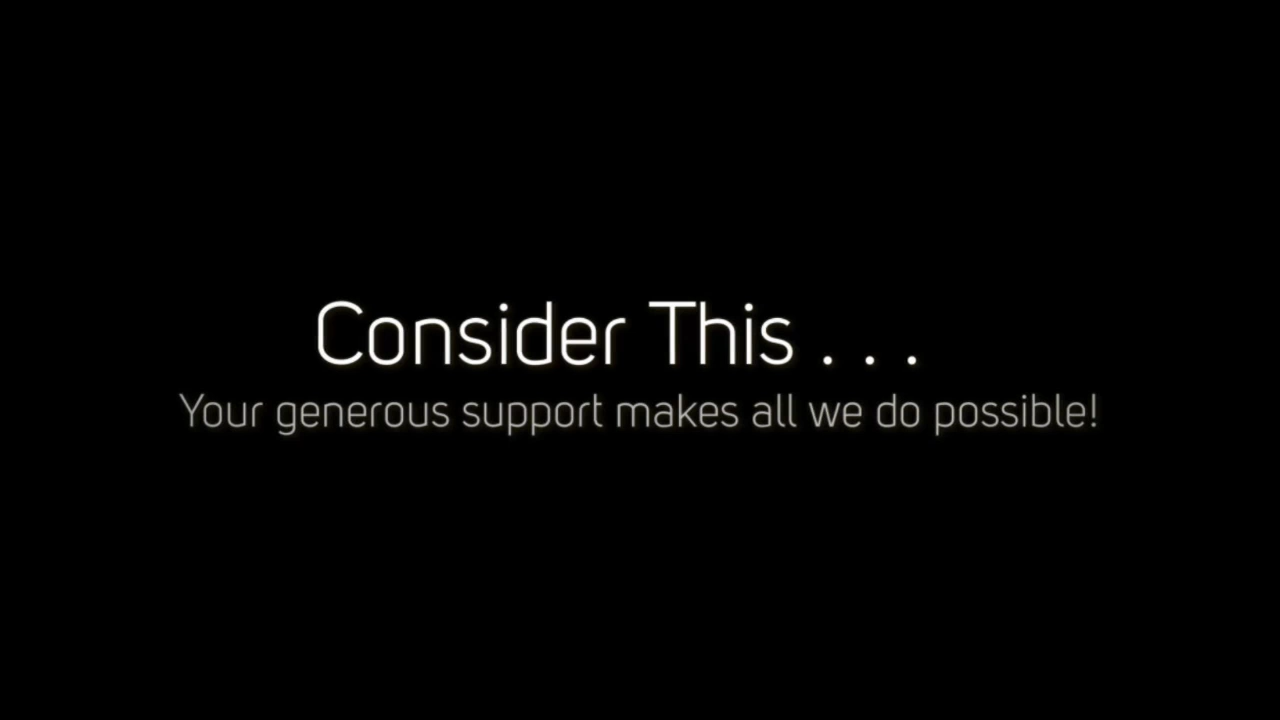 Consider This . . .
Your generous support makes all we do possible!